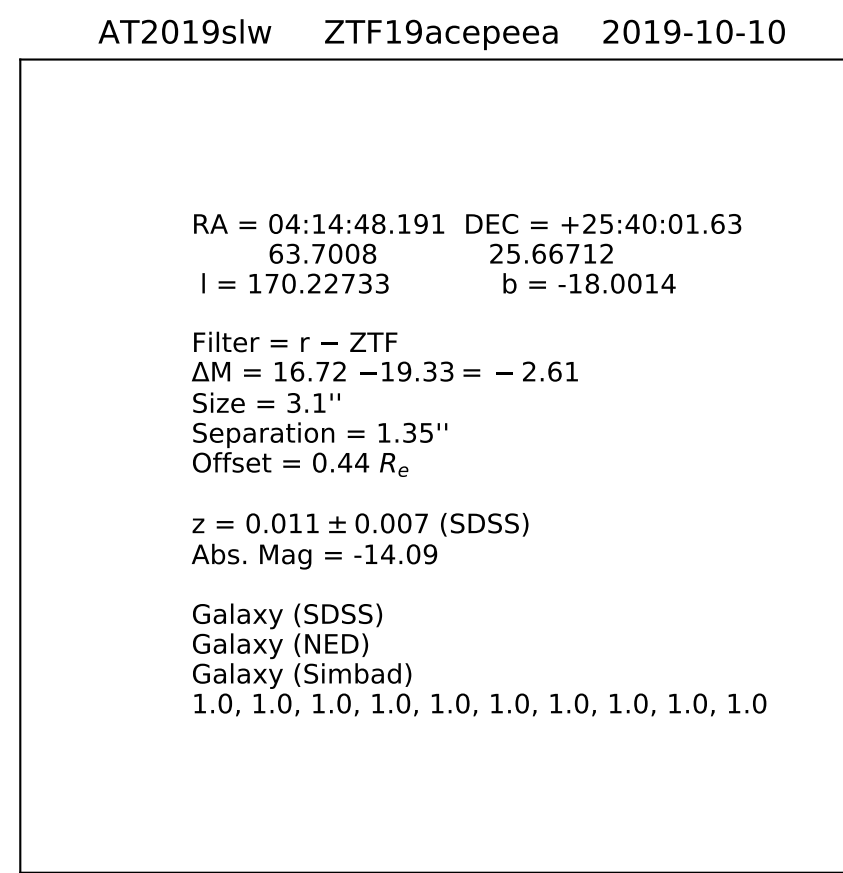 AT2019slw ZTF19acepeea 2019-10-10
RA = 04:14:48.191 DEC = +25:40:01.63
63.7008 25.66712
l = 170.22733 b = -18.0014
Filter = r − ZTF
ΔM = 16.72 −19.33 = − 2.61
Size = 3.1''
Separation = 1.35''
Offset = 0.44 Rₑ
z = 0.011 ± 0.007 (SDSS)
Abs. Mag = -14.09
Galaxy (SDSS)
Galaxy (NED)
Galaxy (Simbad)
1.0, 1.0, 1.0, 1.0, 1.0, 1.0, 1.0, 1.0, 1.0, 1.0